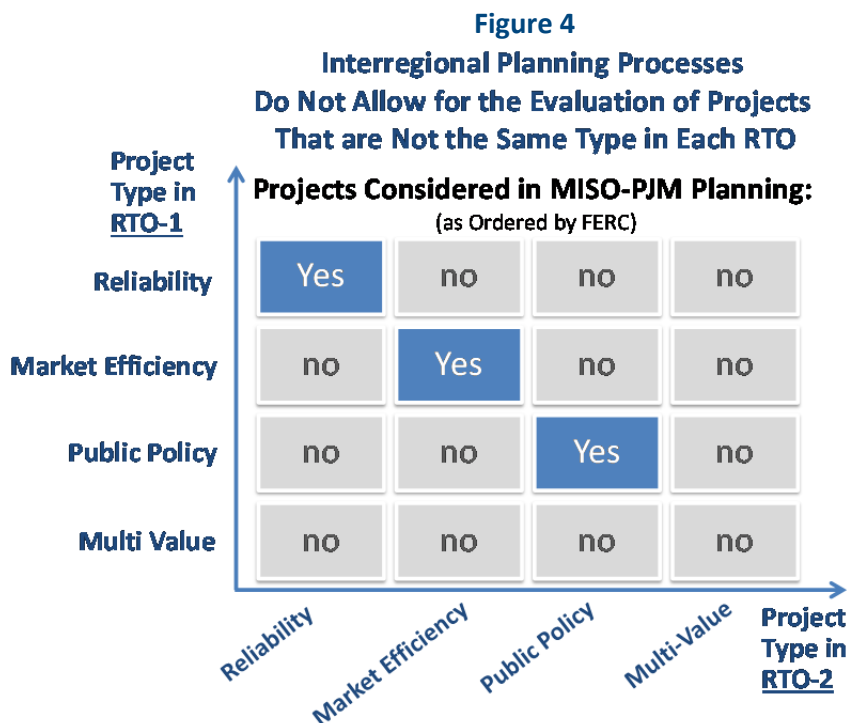 Figure 4
Interregional Planning Processes
Do Not Allow for the Evaluation of Projects
That are Not the Same Type in Each RTO
Project
Type in
RTO-1
Projects Considered in MISO-PJM Planning:
(as Ordered by FERC)
Reliability Yes no no no
Market Efficiency no Yes no no
Public Policy no no Yes no
Multi Value no no no no
Reliability
Market Efficiency
Public Policy
Multi-Value
Project
Type in
RTO-2